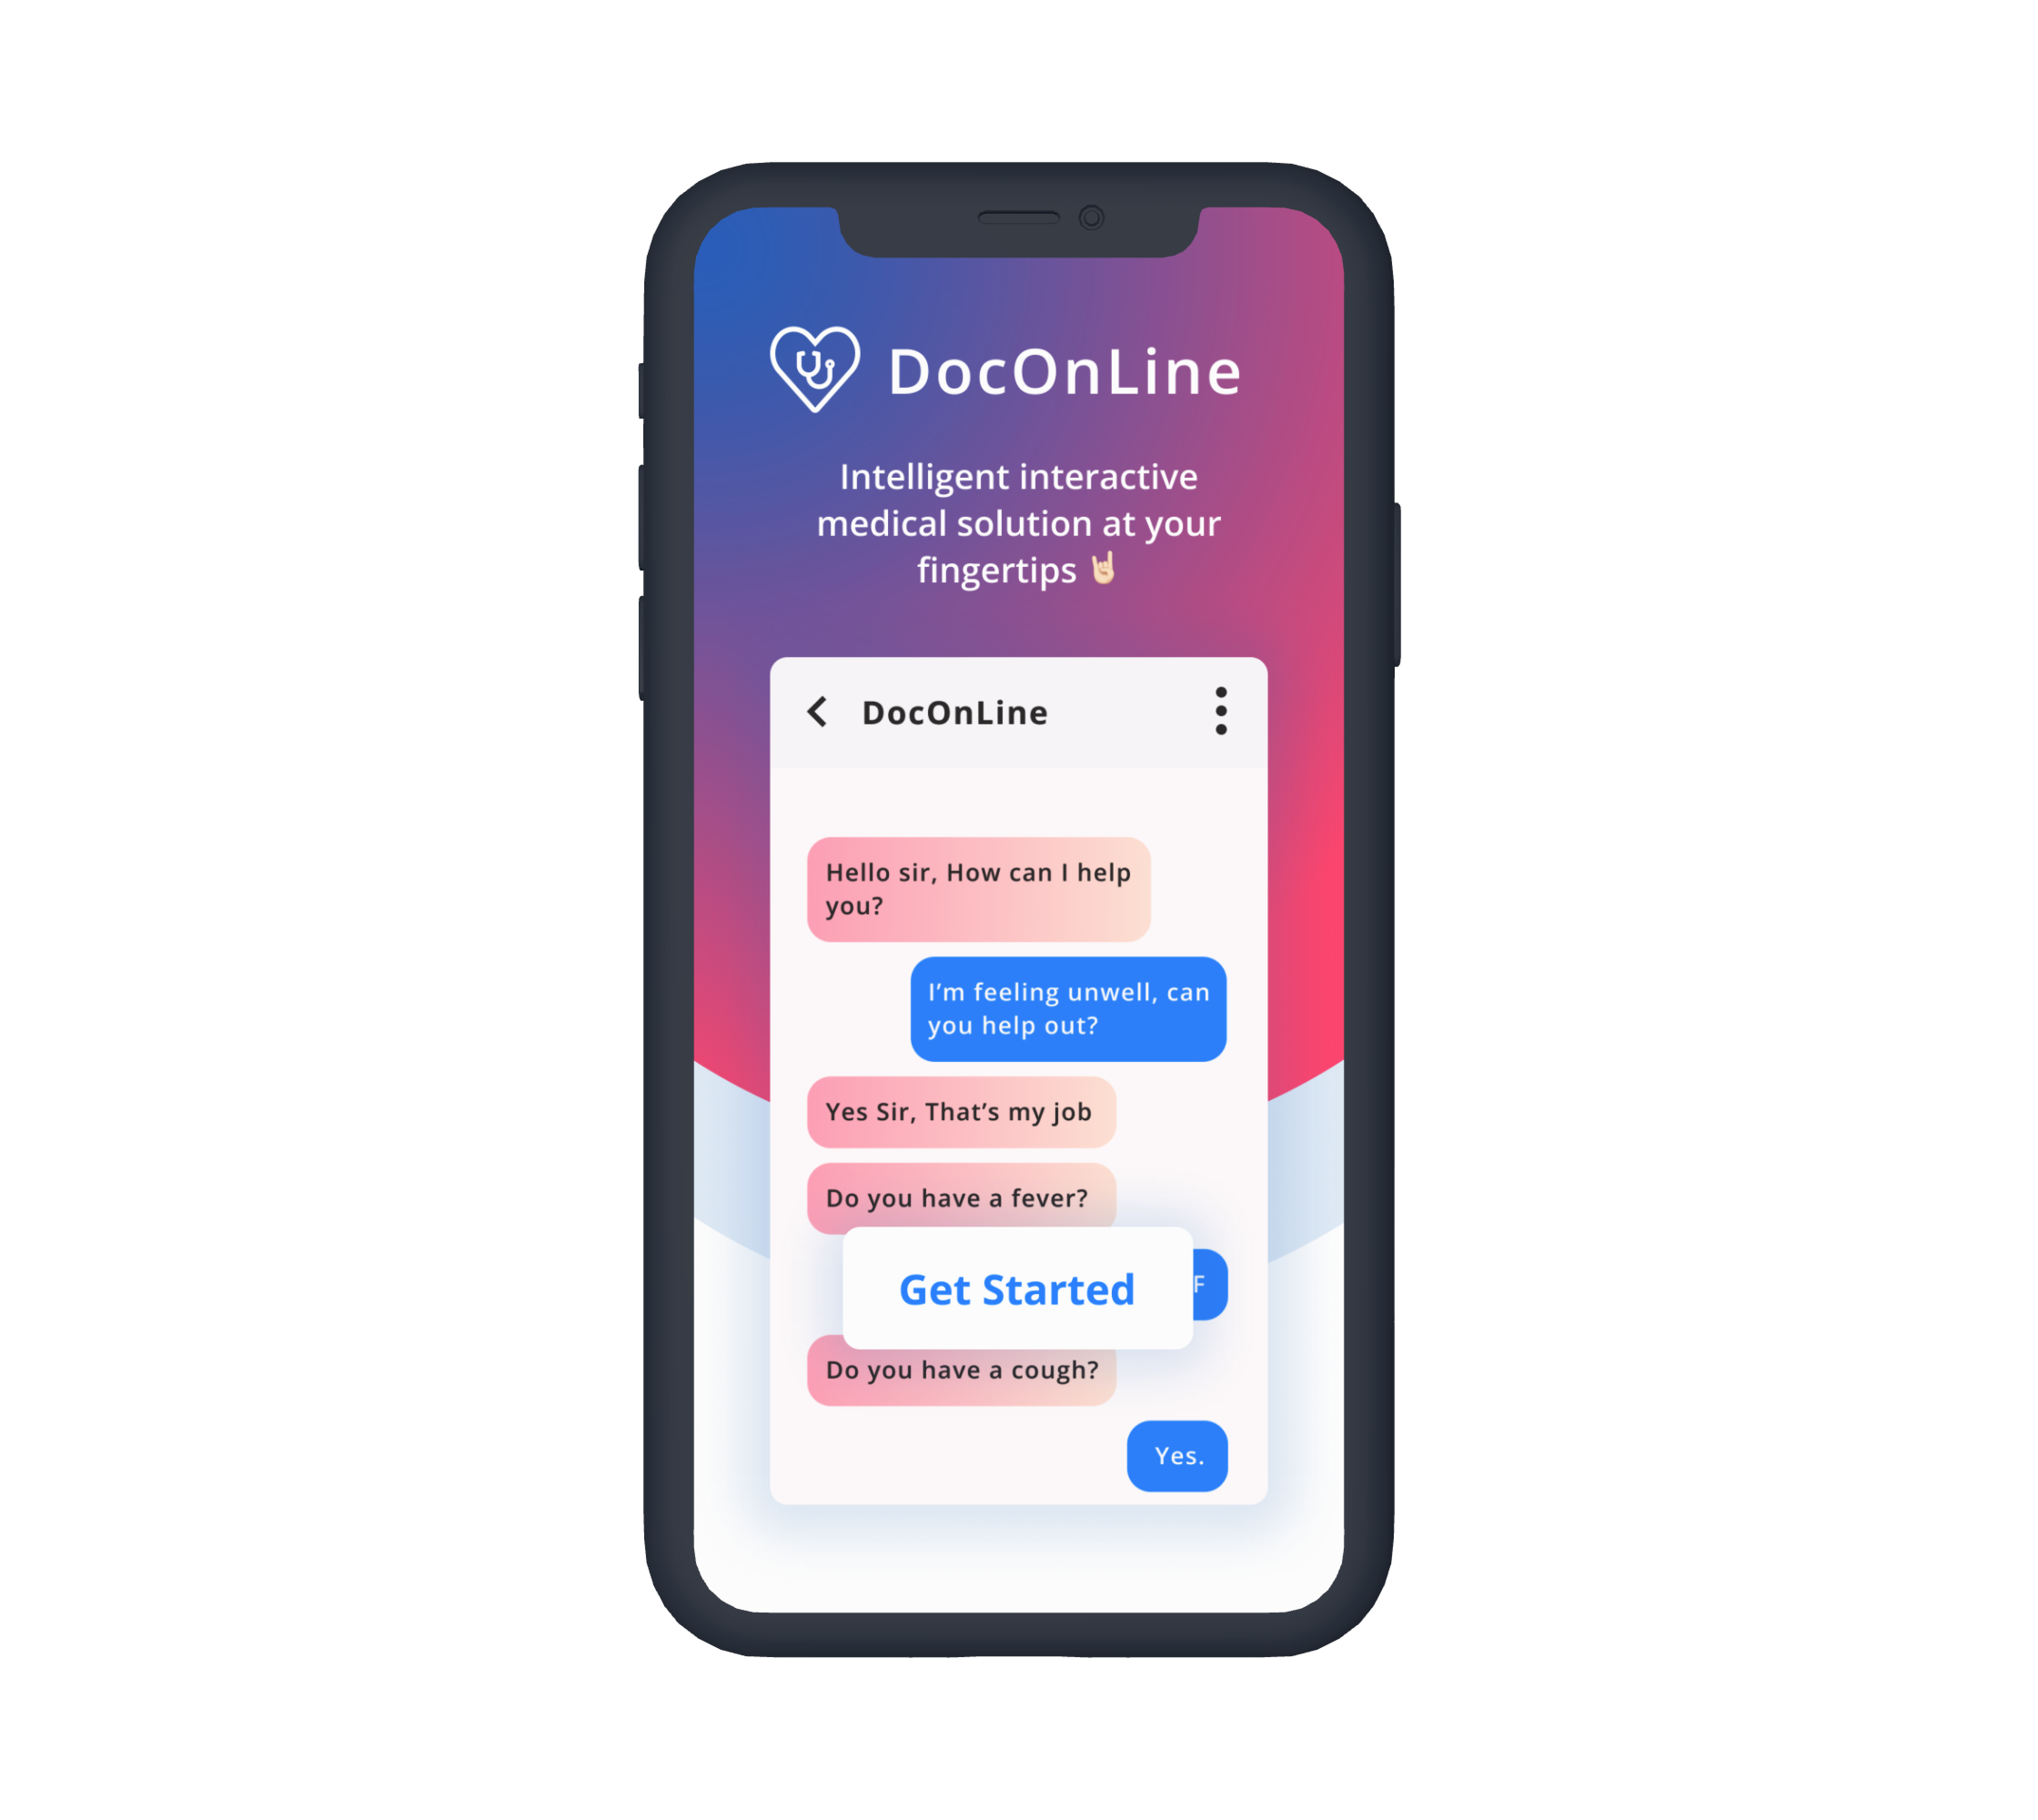 DocOnLine
Intelligent interactive
medical solution at your
fingertips 🤘🏻
DocOnLine
Hello sir, How can I help
you?
I’m feeling unwell, can
you help out?
Yes Sir, That’s my job
Do you have a fever?
F
Get Started
Do you have a cough?
Yes.